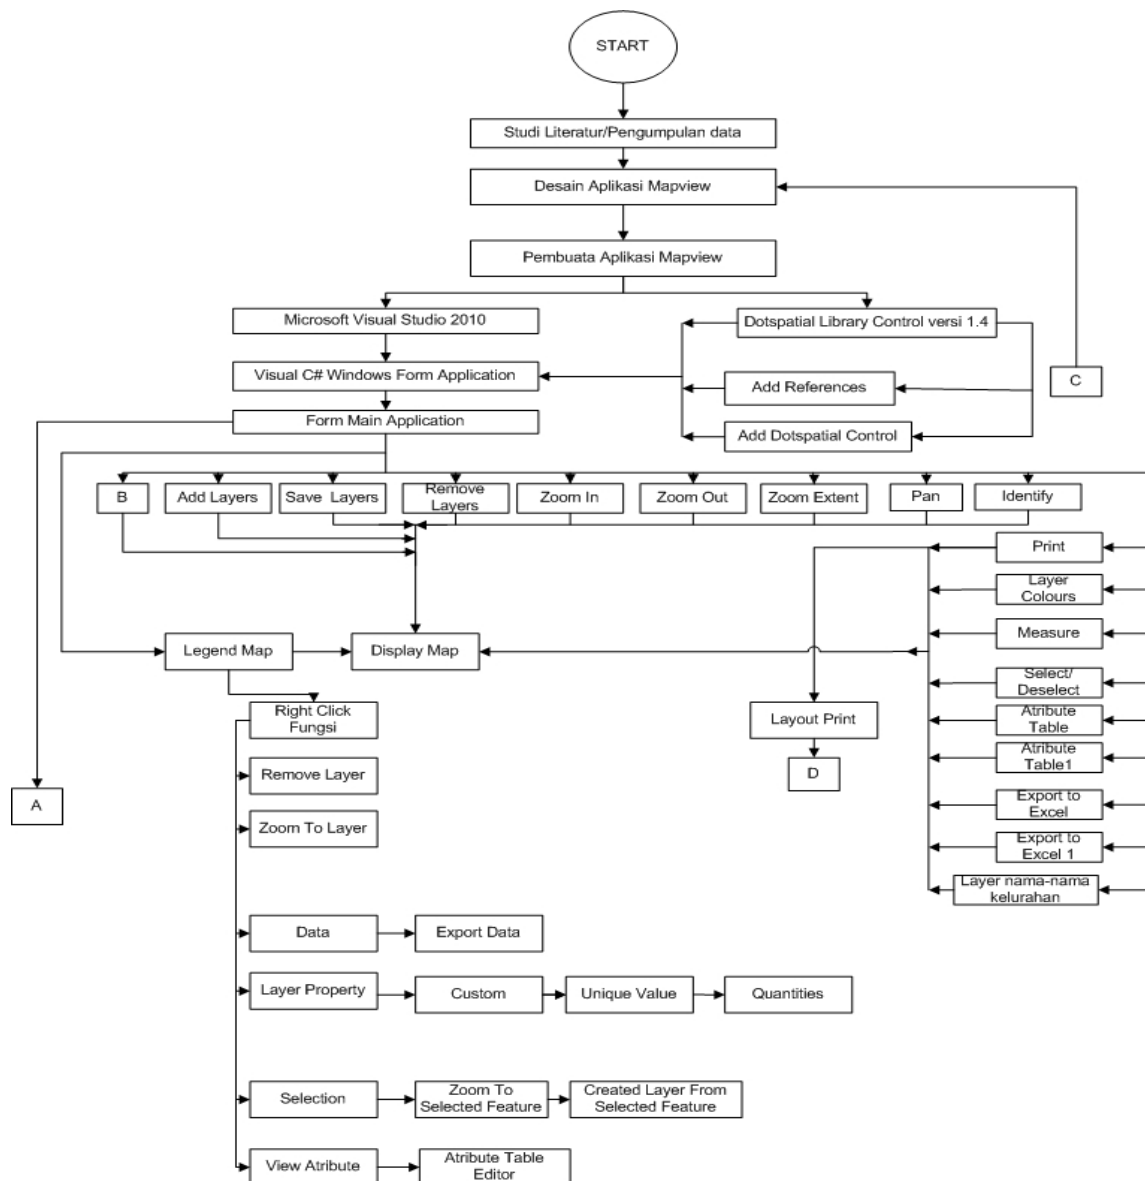 START
Studi Literatur/Pengumpulan data
Desain Aplikasi Mapview
Pembuata Aplikasi Mapview
Microsoft Visual Studio 2010
Dotspatial Library Control versi 1.4
Visual C# Windows Form Application
Add References
C
Form Main Application
Add Dotspatial Control
B
Add Layers
Save Layers
Remove
Layers
Zoom In
Zoom Out
Zoom Extent
Pan
Identify
Print
Layer
Colours
Measure
Select/
Deselect
Atribute
Table
Atribute
Table1
Export to
Excel
Export to
Excel 1
Layer nama-nama
kelurahan
Legend Map
Display Map
Right Click
Fungsi
Layout Print
D
A
Remove Layer
Zoom To Layer
Data
Export Data
Layer Property
Custom
Unique Value
Quantities
Selection
Zoom To
Selected Feature
Created Layer From
Selected Feature
View Atribute
Atribute Table
Editor